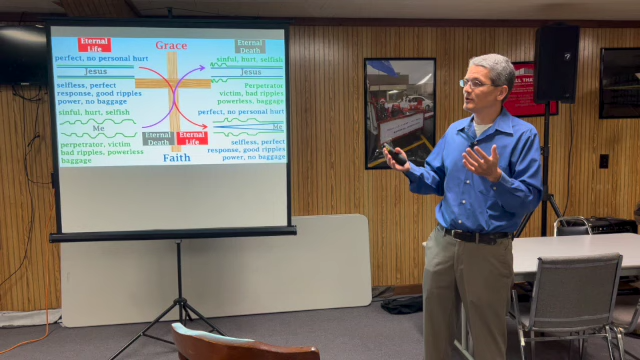 Eternal
Life
Grace
Eternal
Death
perfect, no personal hurt
sinful, hurt, selfish
Jesus
Jesus
selfless, perfect
response, good ripples
power, no baggage
Perpetrator
victim, bad ripples
powerless, baggage
sinful, hurt, selfish
perfect, no personal hurt
Me
Me
Eternal
Death
Eternal
Life
perpetrator, victim
bad ripples, powerless
baggage
selfless, perfect
response, good ripples
power, no baggage
Faith